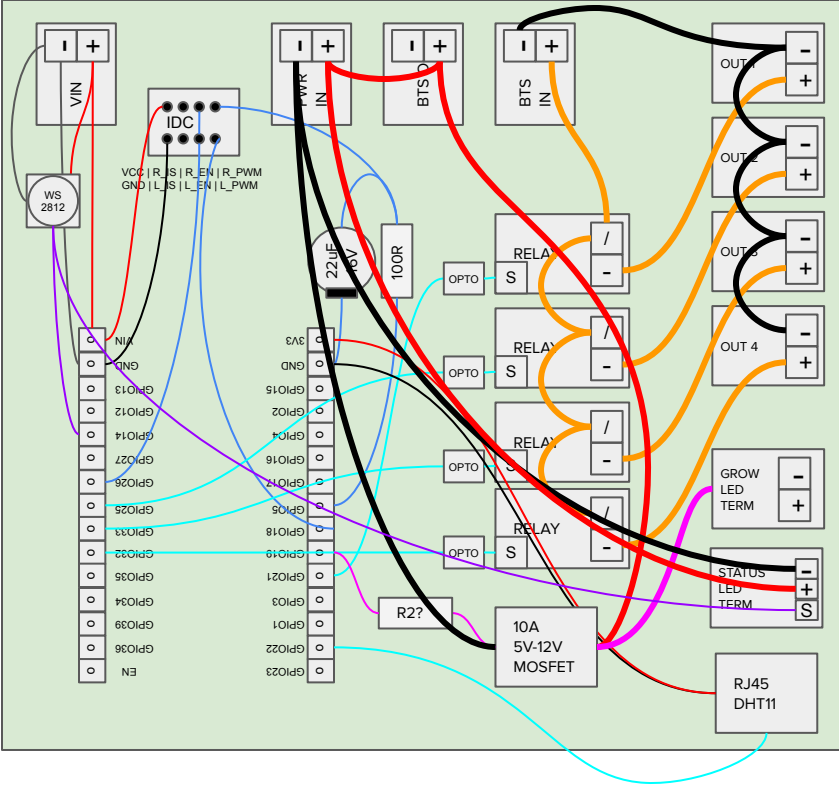 - +
VIN
- +
PWR
IN
- +
BTS O
- +
BTS
IN
OUT 1
-
+
IDC
VCC | R_IS | R_EN | R_PWM
GND | L_IS | L_EN | L_PWM
WS
2812
OUT 2
-
+
22uF
16V
100R
RELAY
/
-
OPTO
S
OUT 3
-
+
RELAY
/
-
OPTO
S
OUT 4
-
+
RELAY
/
-
OPTO
S
RELAY
/
-
OPTO
S
GROW
LED
TERM
-
+
STATUS
LED
TERM
-
+
S
VIN
GND
GPIO13
GPIO12
GPIO14
GPIO27
GPIO26
GPIO25
GPIO33
GPIO32
GPIO35
GPIO34
GPIO39
GPIO36
EN
3V3
GND
GPIO15
GPIO2
GPIO4
GPIO16
GPIO17
GPIO5
GPIO18
GPIO19
GPIO21
GPIO3
GPIO1
GPIO22
GPIO23
R2?
10A
5V-12V
MOSFET
RJ45
DHT11